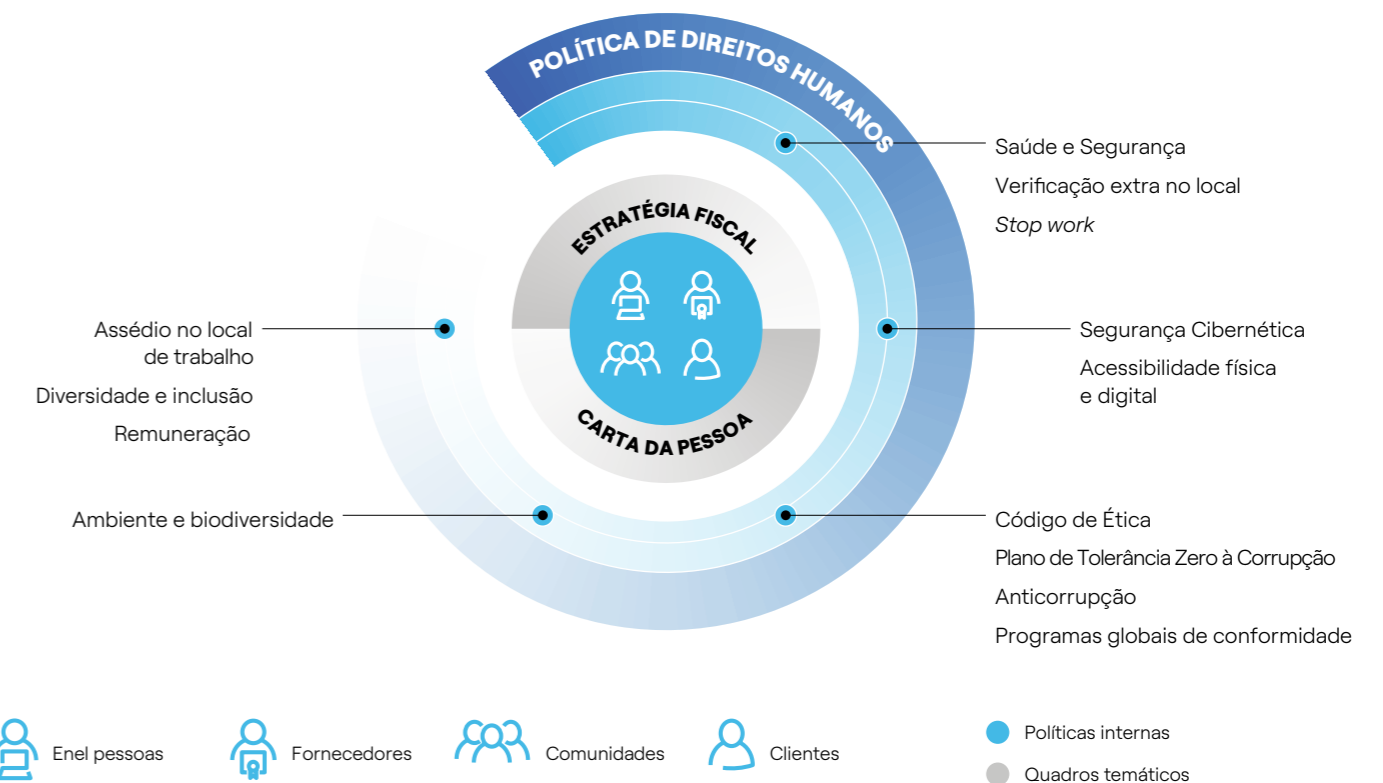 POLÍTICA DE DIREITOS HUMANOS
ESTRATÉGIA FISCAL
CARTA DA PESSOA
Saúde e Segurança
Verificação extra no local
Stop work
Segurança Cibernética
Acessibilidade física
e digital
Código de Ética
Plano de Tolerância Zero à Corrupção
Anticorrupção
Programas globais de conformidade
Assédio no local
de trabalho
Diversidade e inclusão
Remuneração
Ambiente e biodiversidade
Enel pessoas
Fornecedores
Comunidades
Clientes
Políticas internas
Quadros temáticos